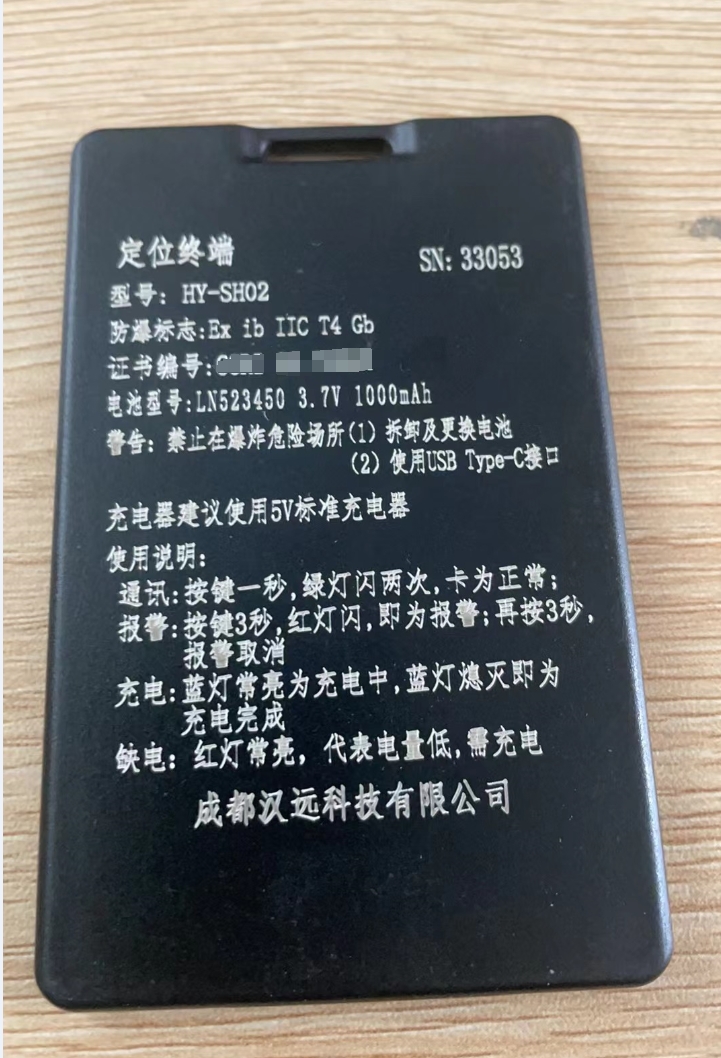 定位终端 SN: 33053
型号: HY-SH02
防爆标志:Ex ib IIC T4 Gb
证书编号:
电池型号:LN523450 3.7V 1000mAh
警告: 禁止在爆炸危险场所(1) 拆卸及更换电池
(2) 使用USB Type-C接口
充电器建议使用5V标准充电器
使用说明:
通讯:按键一秒,绿灯闪两次,卡为正常;
报警:按键3秒,红灯闪,即为报警;再按3秒,
报警取消
充电:蓝灯常亮为充电中,蓝灯熄灭即为
充电完成
缺电: 红灯常亮, 代表电量低,需充电
成都汉远科技有限公司